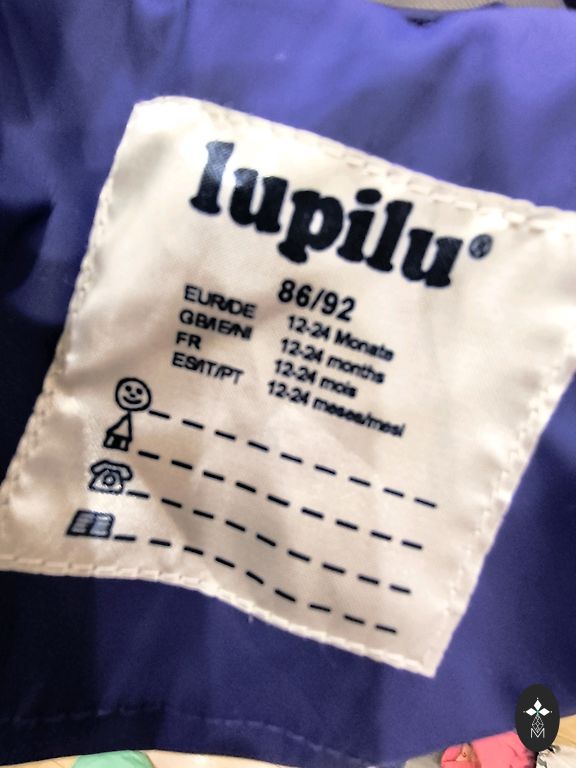 lupilu®
86/92
EUR/DE 12-24 Monate
GB/IE/NI 12-24 months
FR 12-24 mois
ES/IT/PT 12-24 meses/mesi
M